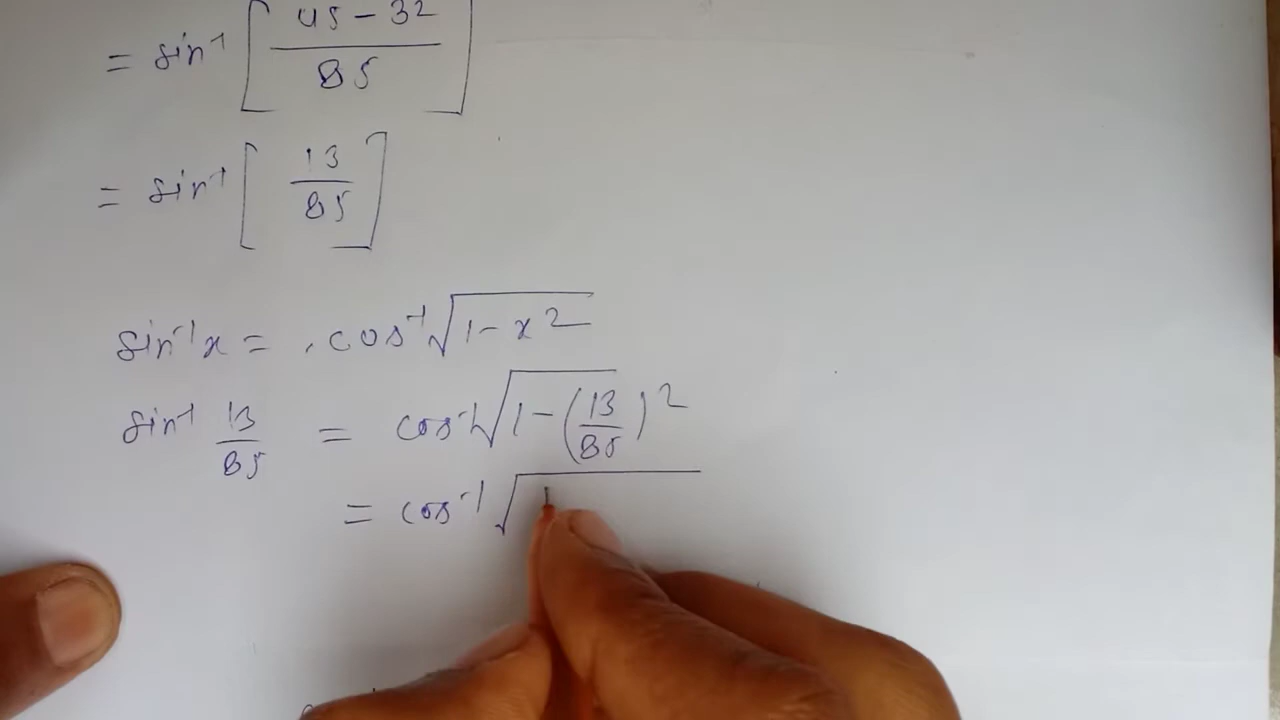 = sin⁻¹ [ 45 - 32 / 85 ]
= sin⁻¹ [ 13 / 85 ]
sin⁻¹x = . cos⁻¹ √(1 - x2)
sin⁻¹ 13/85 = cos⁻¹ √1 - (13/85)2
= cos⁻¹ √